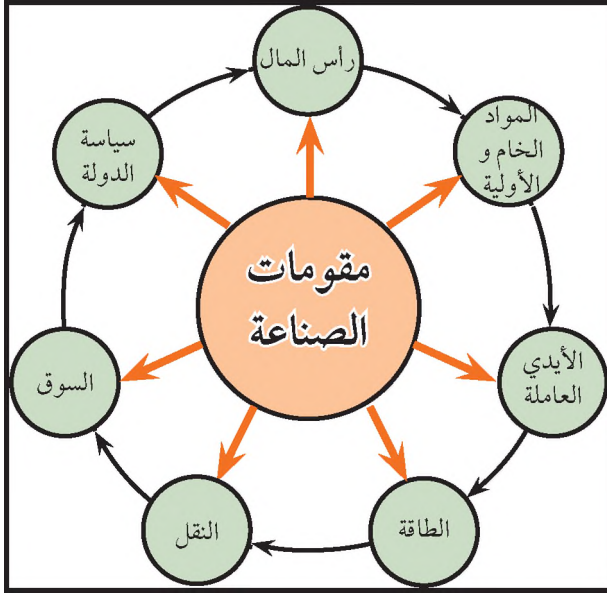 مقومات
الصناعة
رأس المال
المواد
الخام و
الأولية
الأيدي
العاملة
الطاقة
النقل
السوق
سياسة
الدولة